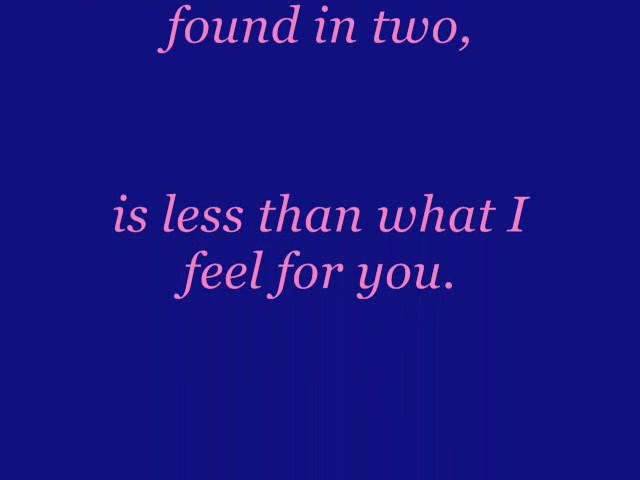 found in two,
is less than what I
feel for you.